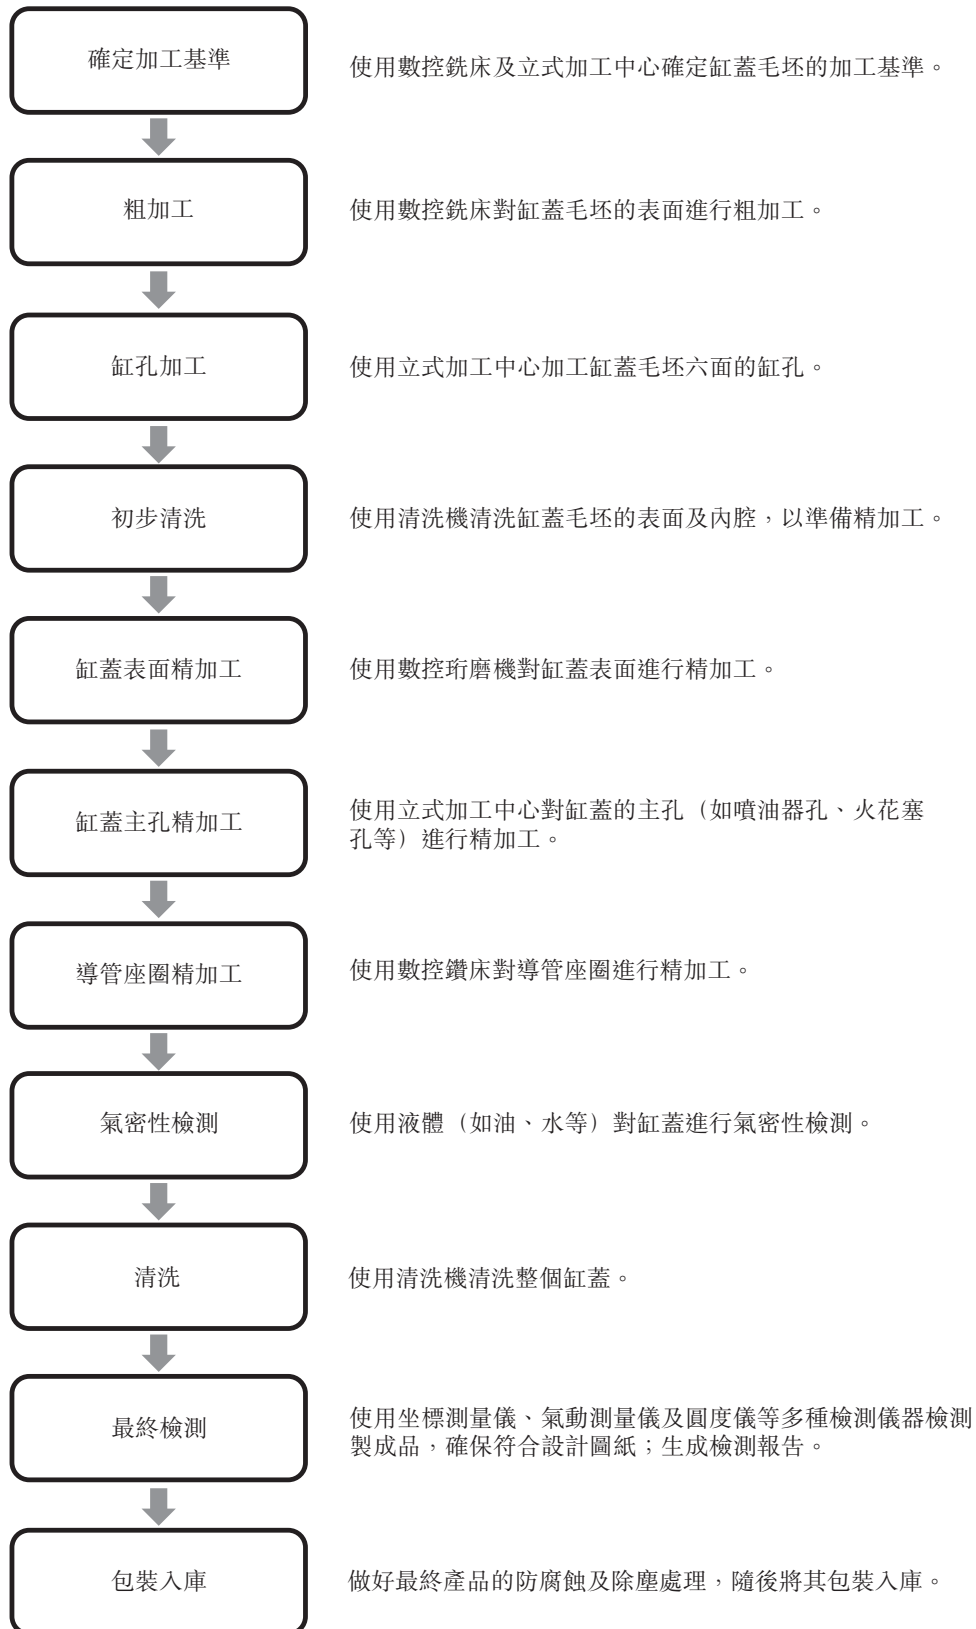 確定加工基準
使用數控銑床及立式加工中心確定缸蓋毛坯的加工基準。
粗加工
使用數控銑床對缸蓋毛坯的表面進行粗加工。
缸孔加工
使用立式加工中心加工缸蓋毛坯六面的缸孔。
初步清洗
使用清洗機清洗缸蓋毛坯的表面及內腔，以準備精加工。
缸蓋表面精加工
使用數控珩磨機對缸蓋表面進行精加工。
缸蓋主孔精加工
使用立式加工中心對缸蓋的主孔（如噴油器孔、火花塞
孔等）進行精加工。
導管座圈精加工
使用數控鑽床對導管座圈進行精加工。
氣密性檢測
使用液體（如油、水等）對缸蓋進行氣密性檢測。
清洗
使用清洗機清洗整個缸蓋。
最終檢測
使用坐標測量儀、氣動測量儀及圓度儀等多種檢測儀器檢測
製成品，確保符合設計圖紙；生成檢測報告。
包裝入庫
做好最終產品的防腐蝕及除塵處理，隨後將其包裝入庫。